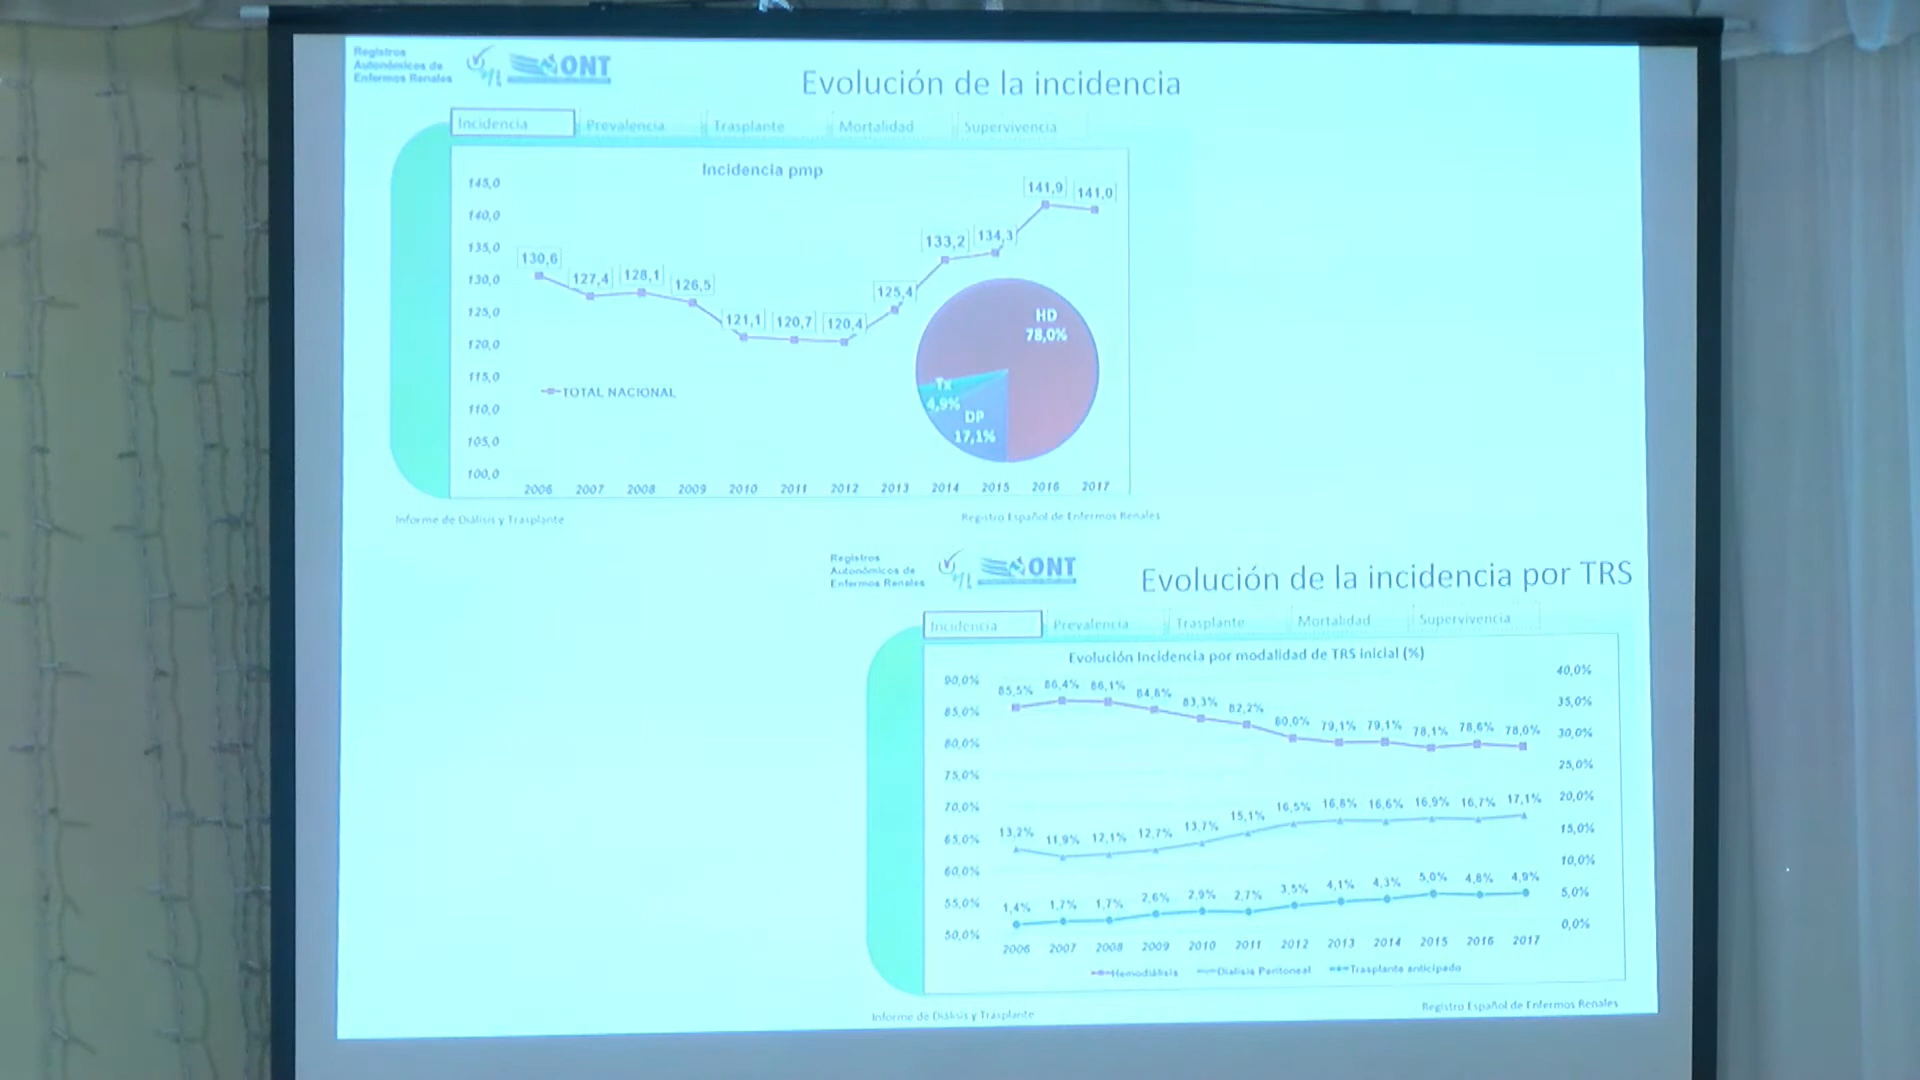 Registros
Autonómicos de
Enfermos Renales
ONT
Evolución de la incidencia
Incidencia Prevalencia Trasplante Mortalidad Supervivencia
Incidencia pmp
145,0
140,0
135,0
130,0
125,0
120,0
115,0
110,0
105,0
100,0
130,6 127,4 128,1 126,5 121,1 120,7 120,4 125,4 133,2 134,3 141,9 141,0
HD
78,0%
Tx
4,9%
DP
17,1%
TOTAL NACIONAL
2006 2007 2008 2009 2010 2011 2012 2013 2014 2015 2016 2017
Informe de Diálisis y Trasplante
Registro Español de Enfermos Renales
Registros
Autonómicos de
Enfermos Renales
ONT
Evolución de la incidencia por TRS
Incidencia Prevalencia Trasplante Mortalidad Supervivencia
Evolución Incidencia por modalidad de TRS inicial (%)
90,0%
85,0%
80,0%
75,0%
70,0%
65,0%
60,0%
55,0%
50,0%
85,5% 86,4% 86,1% 84,8% 83,3% 82,2% 80,0% 79,1% 79,1% 78,1% 78,6% 78,0%
13,2% 11,9% 12,1% 12,7% 13,7% 15,1% 16,5% 16,8% 16,6% 16,9% 16,7% 17,1%
1,4% 1,7% 1,7% 2,6% 2,9% 2,7% 3,5% 4,1% 4,3% 5,0% 4,8% 4,9%
40,0%
35,0%
30,0%
25,0%
20,0%
15,0%
10,0%
5,0%
0,0%
2006 2007 2008 2009 2010 2011 2012 2013 2014 2015 2016 2017
Hemodiálisis Diálisis Peritoneal Trasplante anticipado
Informe de Diálisis y Trasplante
Registro Español de Enfermos Renales